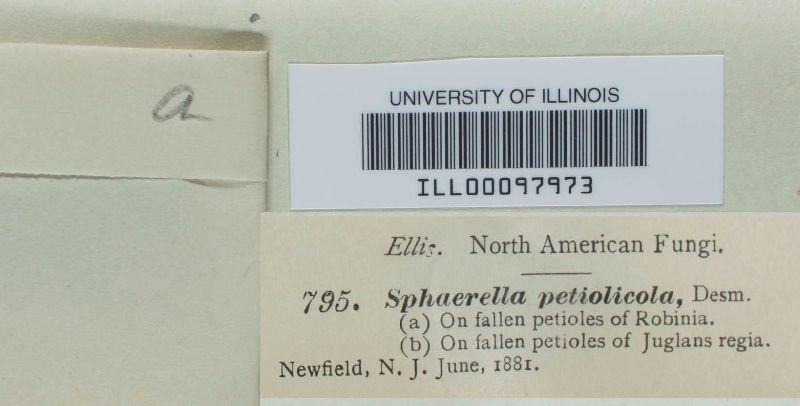 a
UNIVERSITY OF ILLINOIS
ILL00097973
Ellis. North American Fungi.
795. Sphaerella petiolicola, Desm.
(a) On fallen petioles of Robinia.
(b) On fallen petioles of Juglans regia.
Newfield, N. J. June, 1881.